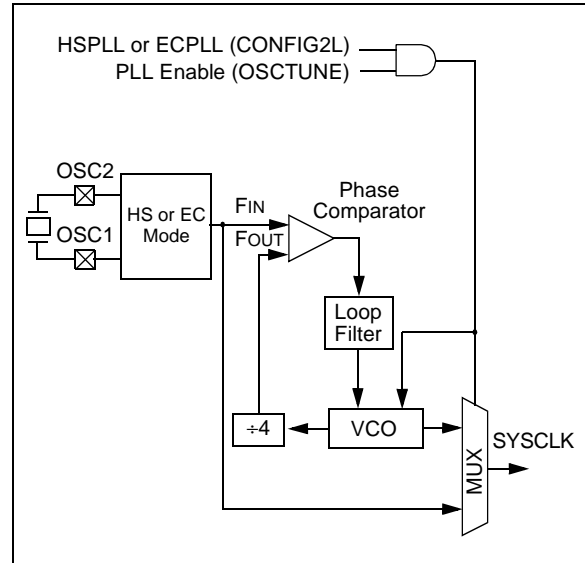 HSPLL or ECPLL (CONFIG2L)
PLL Enable (OSCTUNE)
OSC2
OSC1
HS or EC
Mode
FIN
FOUT
Phase
Comparator
Loop
Filter
÷4
VCO
MUX
SYSCLK